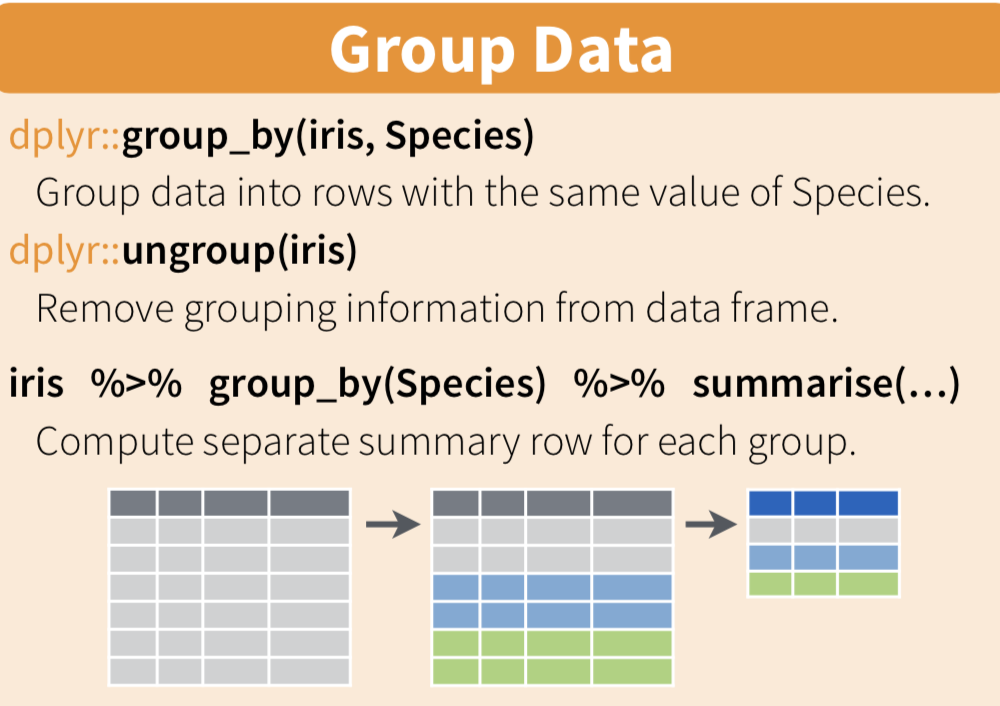 Group Data
dplyr::group_by(iris, Species)
Group data into rows with the same value of Species.
dplyr::ungroup(iris)
Remove grouping information from data frame.
iris %>% group_by(Species) %>% summarise(…)
Compute separate summary row for each group.